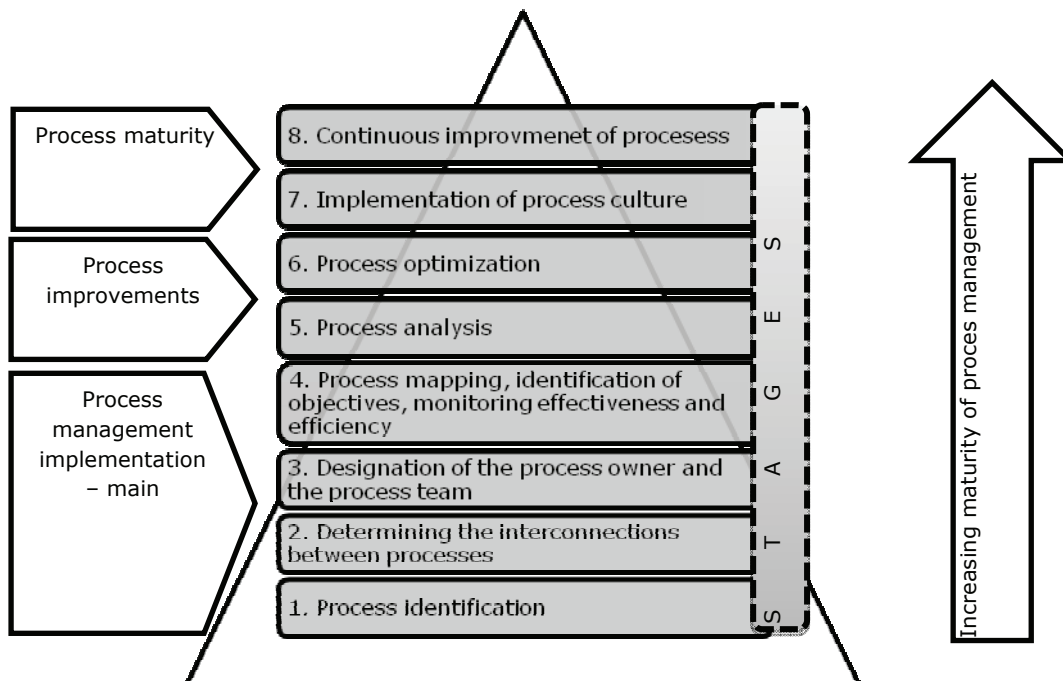 Process maturity
Process
improvements
Process
management
implementation
– main
8. Continuous improvmenet of procesess
7. Implementation of process culture
6. Process optimization
5. Process analysis
4. Process mapping, identification of
objectives, monitoring effectiveness and
efficiency
3. Designation of the process owner and
the process team
2. Determining the interconnections
between processes
1. Process identification
STAGES
Increasing maturity of proces management